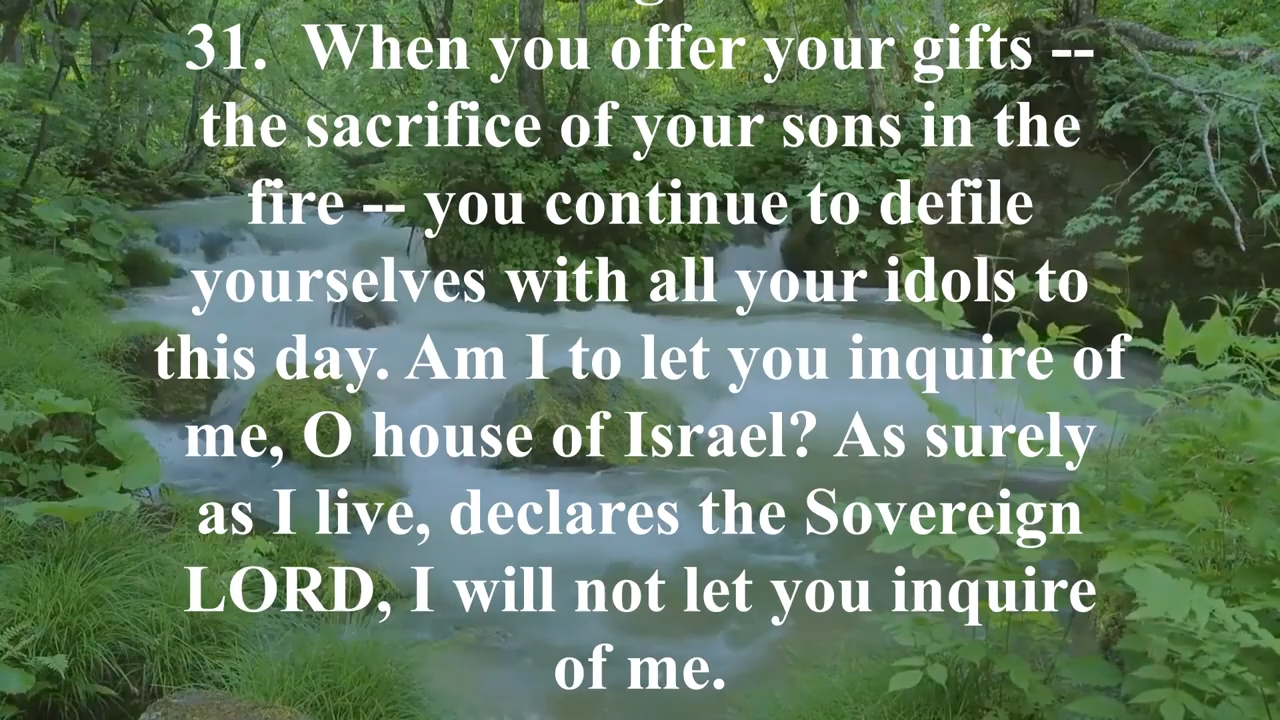 31. When you offer your gifts --
the sacrifice of your sons in the
fire -- you continue to defile
yourselves with all your idols to
this day. Am I to let you inquire of
me, O house of Israel? As surely
as I live, declares the Sovereign
LORD, I will not let you inquire
of me.